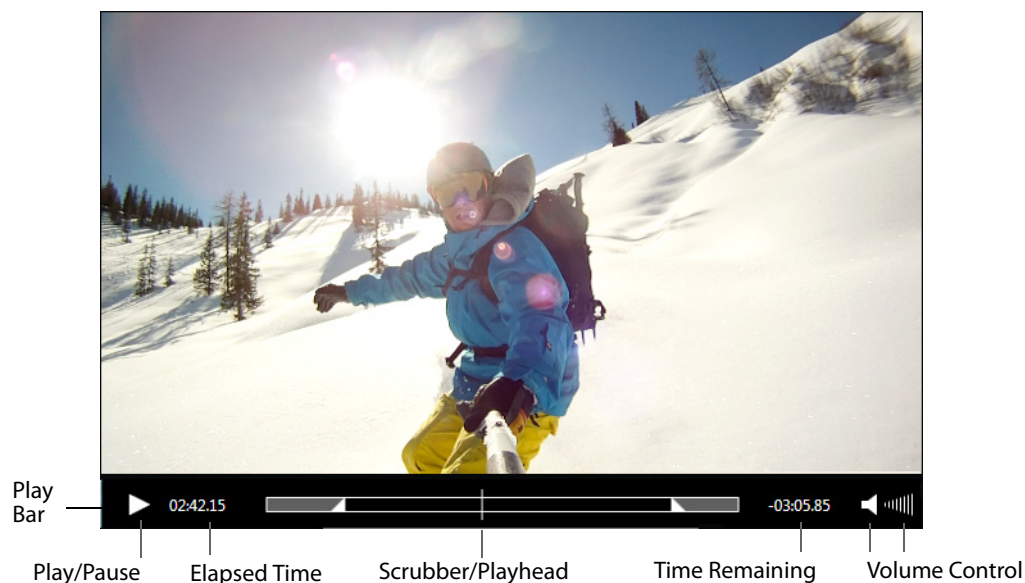 Play
Bar
02:42.15
-03:05.85
Play/Pause
Elapsed Time
Scrubber/Playhead
Time Remaining
Volume Control